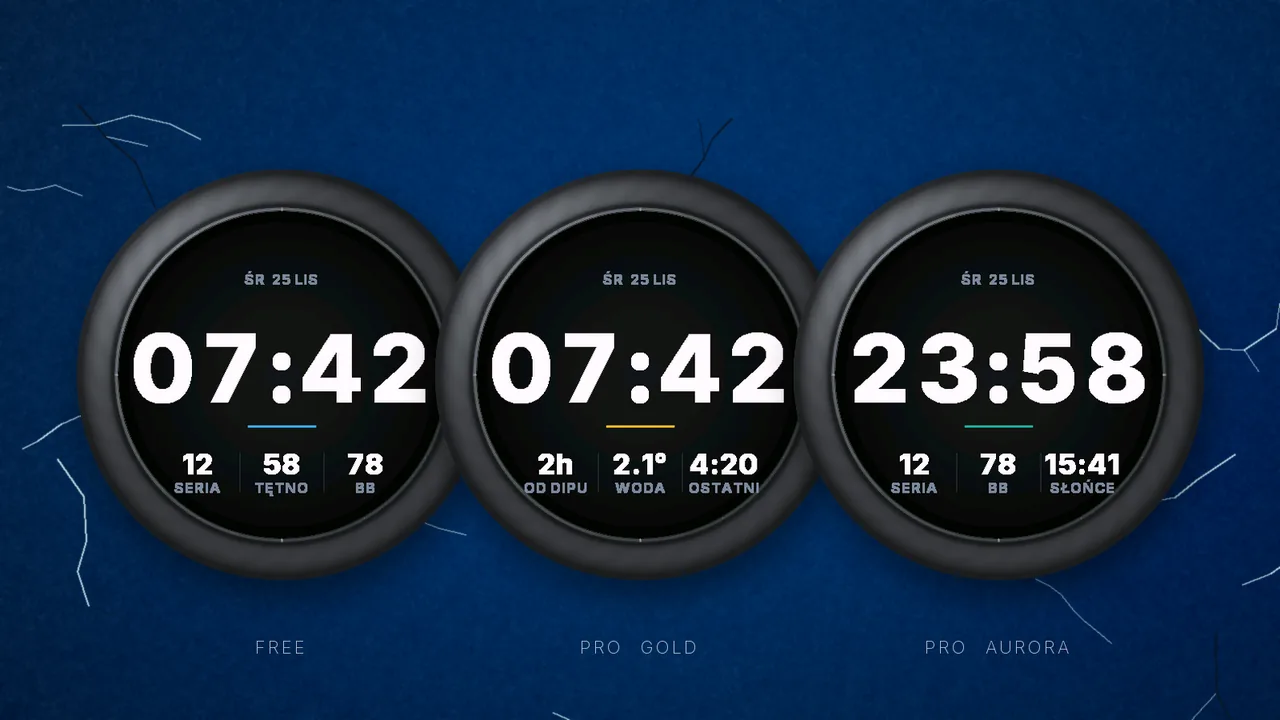 ŚR 25 LIS
07:42
12 58 78
SERIA TĘTNO BB
ŚR 25 LIS
07:42
2h 2.1° 4:20
OD DIPU WODA OSTATNI
ŚR 25 LIS
23:58
12 78 15:41
SERIA BB SŁOŃCE
FREE
PRO GOLD
PRO AURORA